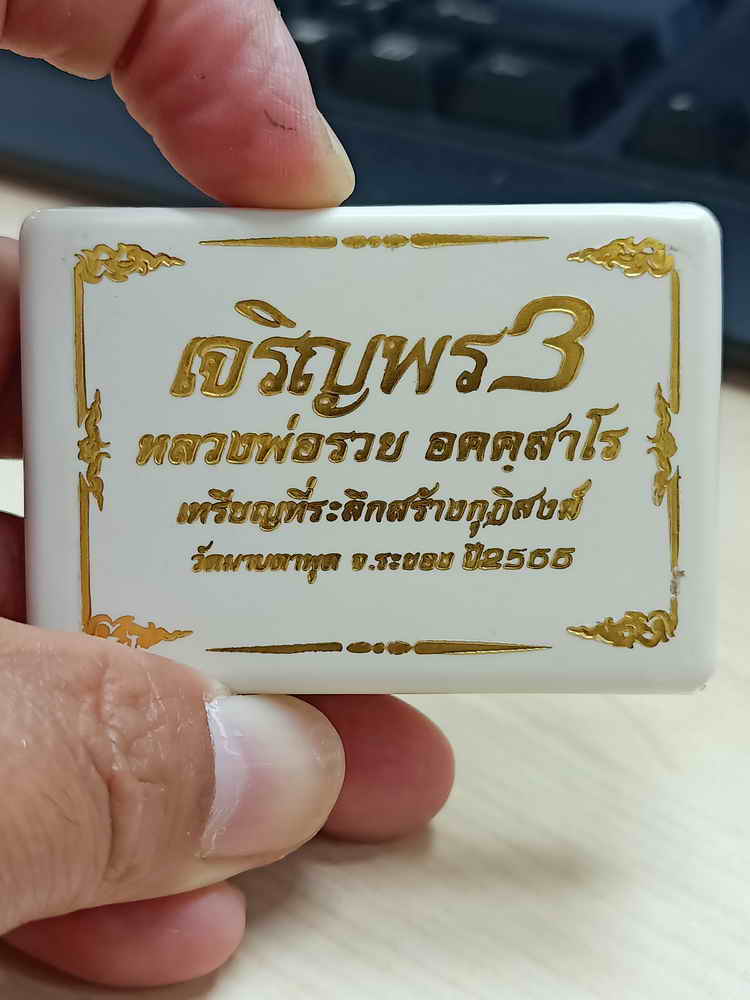 เจริญพร3
หลวงพ่อรวย อคฺคสาโร
เหรียญที่ระลึกสร้างกุฏิสงฆ์
วัดมาบตาพุด จ.ระยอง ปี2566